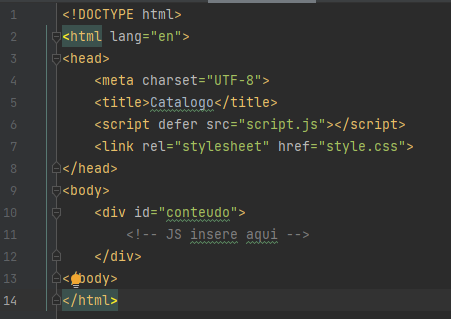 1 <!DOCTYPE html>
2 <html lang="en">
3 <head>
4 <meta charset="UTF-8">
5 <title>Catalogo</title>
6 <script defer src="script.js"></script>
7 <link rel="stylesheet" href="style.css">
8 </head>
9 <body>
10 <div id="conteudo">
11 <!-- JS insere aqui -->
12 </div>
13 </body>
14 </html>